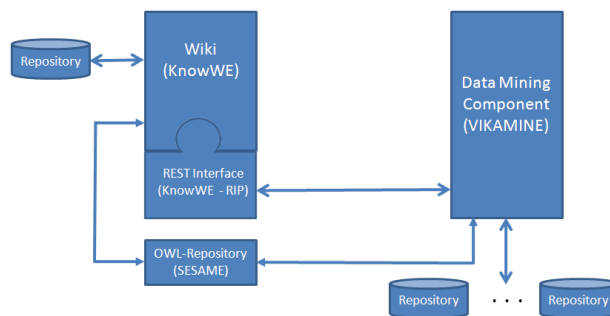 Wiki
(KnowWE)
Repository
Data Mining
Component
(VIKAMINE)
REST Interface
(KnowWE - RIP)
OWL-Repository
(SESAME)
Repository
. . .
Repository